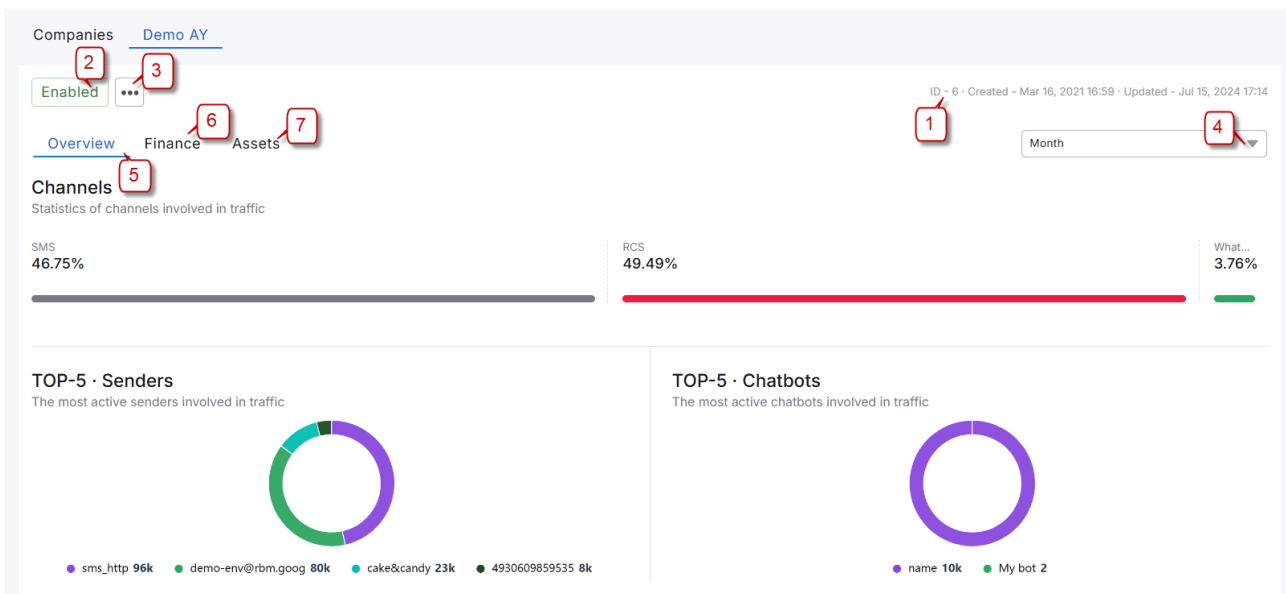 Companies Demo AY
2 3
Enabled •••
ID - 6 · Created - Mar 16, 2021 16:59 · Updated - Jul 15, 2024 17:14
6 7 1 4
Overview Finance Assets
Month
5
Channels
Statistics of channels involved in traffic
SMS RCS What...
46.75% 49.49% 3.76%
TOP-5 · Senders
The most active senders involved in traffic
sms_http 96k demo-env@rbm.goog 80k cake&candy 23k 4930609859535 8k
TOP-5 · Chatbots
The most active chatbots involved in traffic
name 10k My bot 2